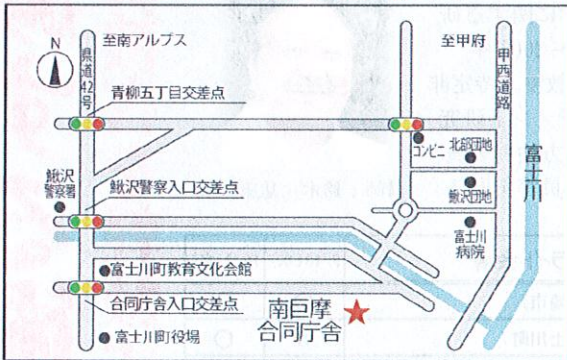 N
至南アルプス
至甲府
県道42号
甲西道路
青柳五丁目交差点
コンビニ
北部団地
富士川
鰍沢
警察署
鰍沢警察入口交差点
鰍沢団地
富士川
病院
富士川町教育文化会館
合同庁舎入口交差点
南巨摩
合同庁舎
富士川町役場